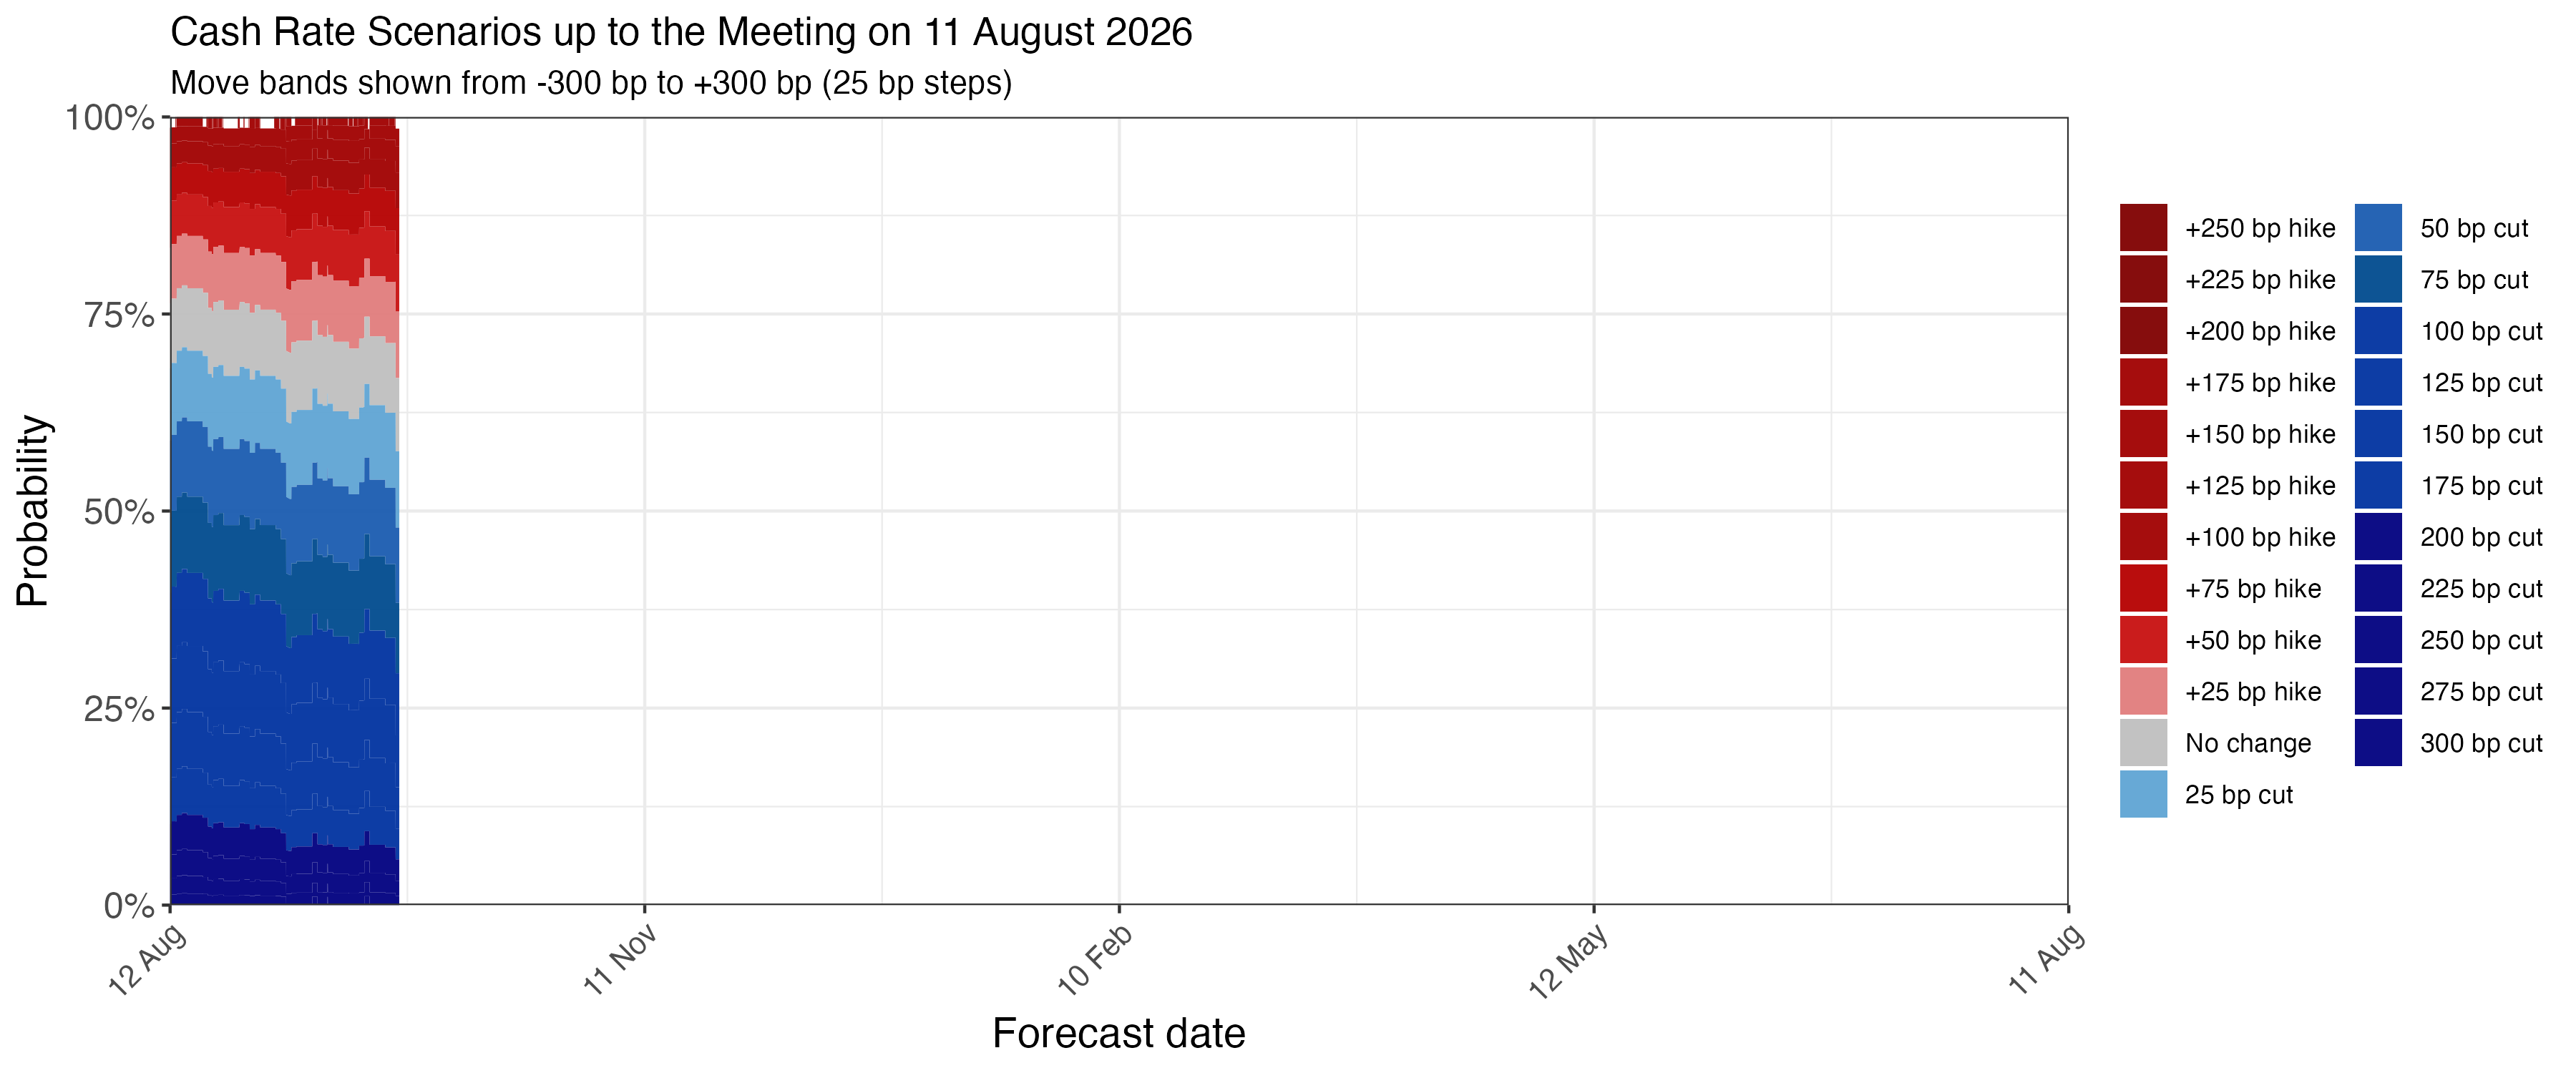 Cash Rate Scenarios up to the Meeting on 11 August 2026
Move bands shown from -300 bp to +300 bp (25 bp steps)
Probability
100%
75%
50%
25%
0%
12 Aug
11 Nov
10 Feb
12 May
11 Aug
Forecast date
+250 bp hike
+225 bp hike
+200 bp hike
+175 bp hike
+150 bp hike
+125 bp hike
+100 bp hike
+75 bp hike
+50 bp hike
+25 bp hike
No change
25 bp cut
50 bp cut
75 bp cut
100 bp cut
125 bp cut
150 bp cut
175 bp cut
200 bp cut
225 bp cut
250 bp cut
275 bp cut
300 bp cut